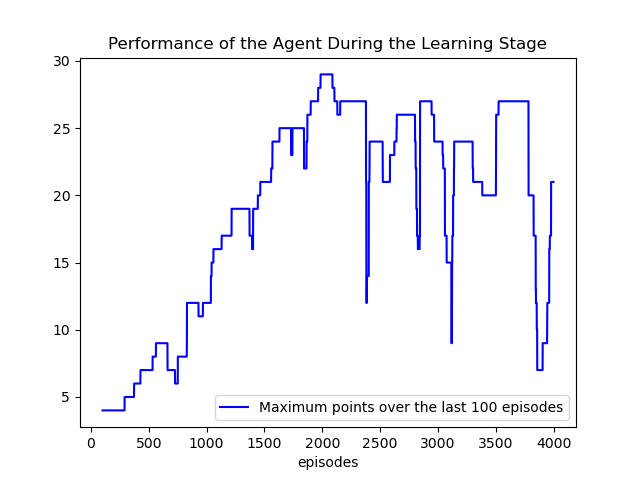 Performance of the Agent During the Learning Stage
30
25
20
15
10
5
Maximum points over the last 100 episodes
0 500 1000 1500 2000 2500 3000 3500 4000
episodes